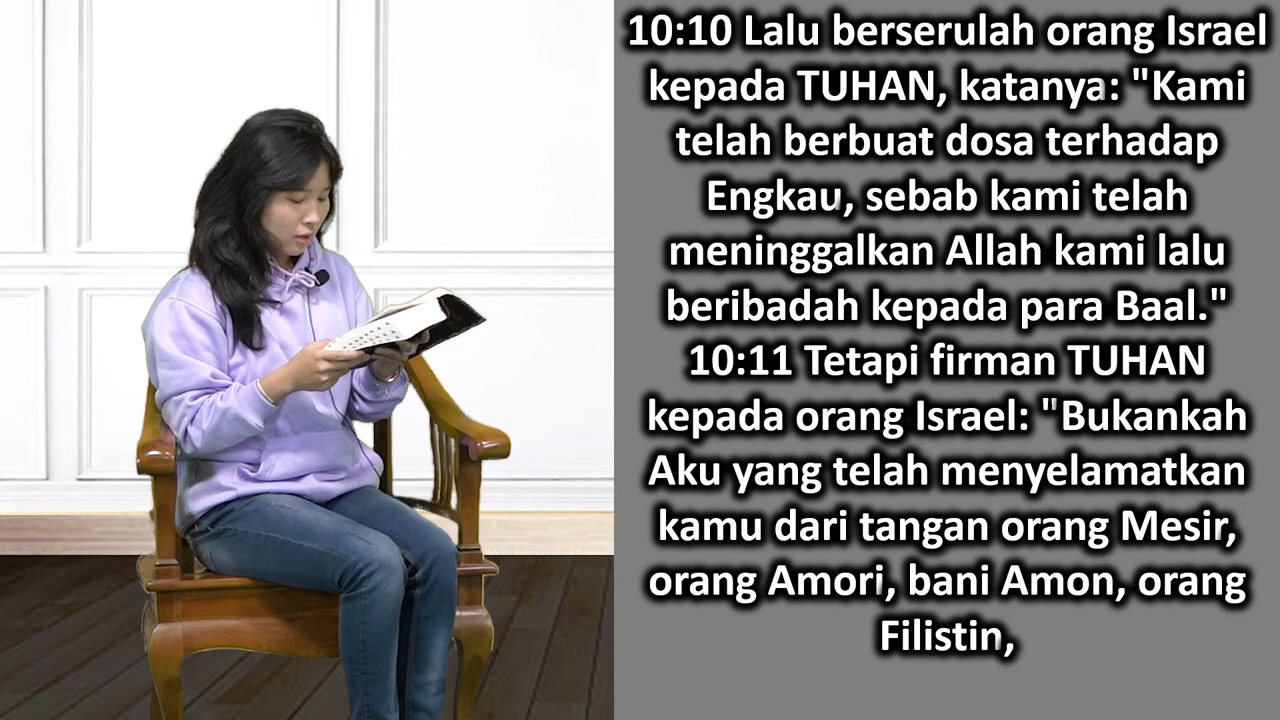 10:10 Lalu berserulah orang Israel
kepada TUHAN, katanya: "Kami
telah berbuat dosa terhadap
Engkau, sebab kami telah
meninggalkan Allah kami lalu
beribadah kepada para Baal."
10:11 Tetapi firman TUHAN
kepada orang Israel: "Bukankah
Aku yang telah menyelamatkan
kamu dari tangan orang Mesir,
orang Amori, bani Amon, orang
Filistin,